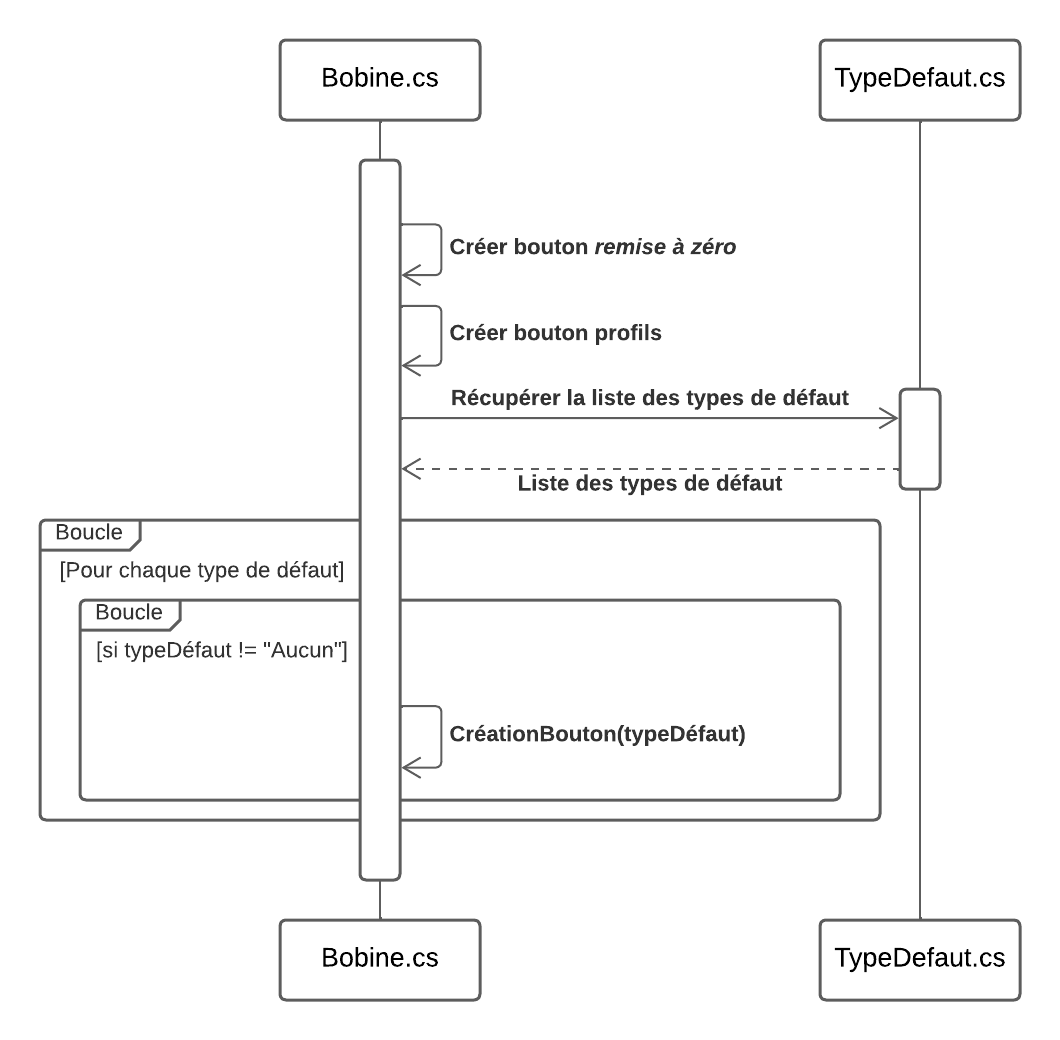 Bobine.cs
TypeDefaut.cs
Créer bouton remise à zéro
Créer bouton profils
Récupérer la liste des types de défaut
Liste des types de défaut
Boucle
[Pour chaque type de défaut]
Boucle
[si typeDéfaut != "Aucun"]
CréationBouton(typeDéfaut)
Bobine.cs
TypeDefaut.cs